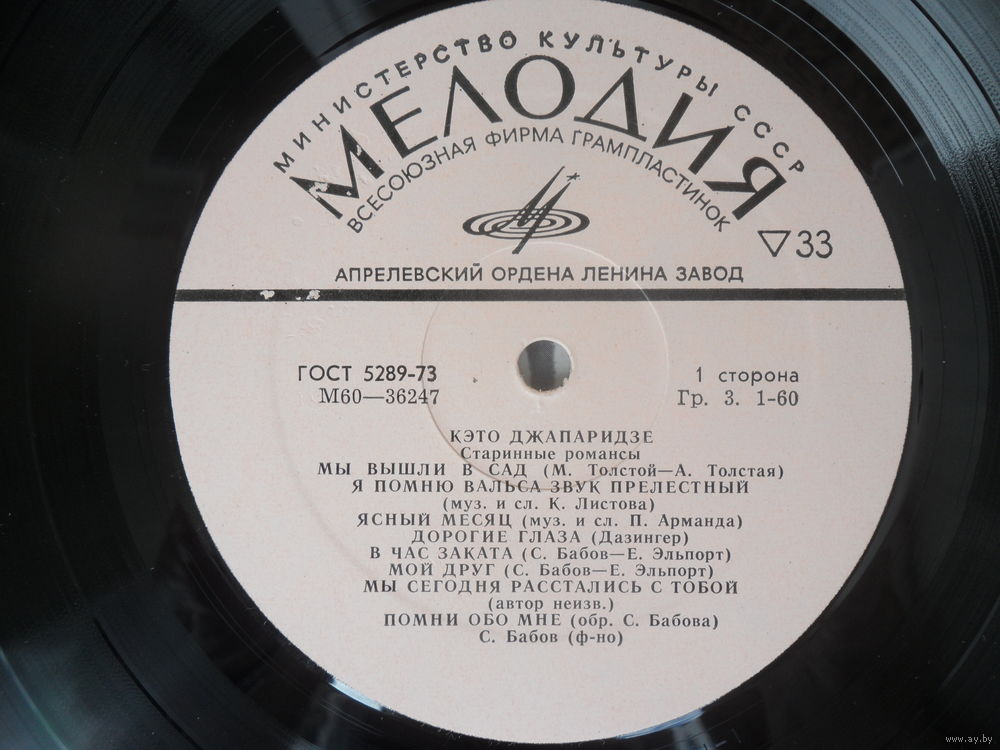 МИНИСТЕРСТВО КУЛЬТУРЫ СССР
МЕЛОДИЯ
ВСЕСОЮЗНАЯ ФИРМА ГРАМПЛАСТИНОК
▽33
АПРЕЛЕВСКИЙ ОРДЕНА ЛЕНИНА ЗАВОД
ГОСТ 5289-73
М60—36247
1 сторона
Гр. 3. 1-60
КЭТО ДЖАПАРИДЗЕ
Старинные романсы
МЫ ВЫШЛИ В САД (М. Толстой—А. Толстая)
Я ПОМНЮ ВАЛЬСА ЗВУК ПРЕЛЕСТНЫЙ
(муз. и сл. К. Листова)
ЯСНЫЙ МЕСЯЦ (муз. и сл. П. Арманда)
ДОРОГИЕ ГЛАЗА (Дазингер)
В ЧАС ЗАКАТА (С. Бабов—Е. Эльпорт)
МОЙ ДРУГ (С. Бабов—Е. Эльпорт)
МЫ СЕГОДНЯ РАССТАЛИСЬ С ТОБОЙ
(автор неизв.)
ПОМНИ ОБО МНЕ (обр. С. Бабова)
С. Бабов (ф-но)
www.ay.by